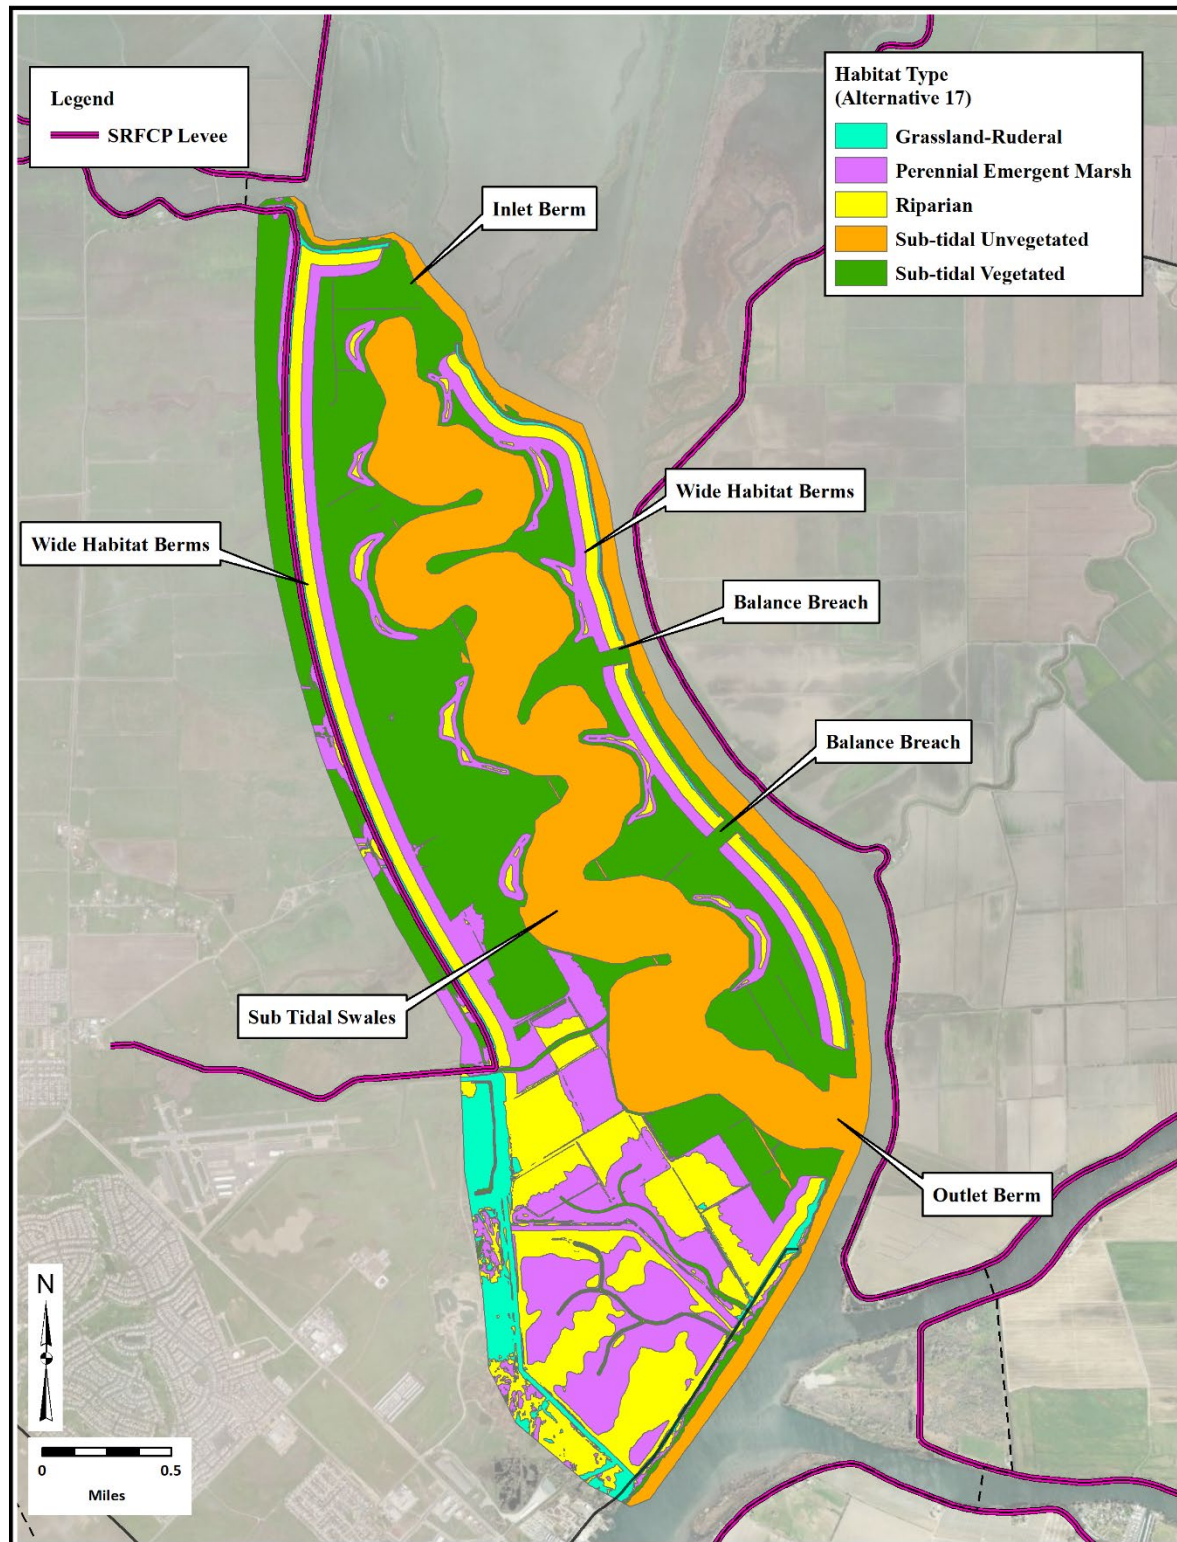 Legend
SRFCP Levee
Habitat Type
(Alternative 17)
Grassland-Ruderal
Perennial Emergent Marsh
Riparian
Sub-tidal Unvegetated
Sub-tidal Vegetated
Inlet Berm
Wide Habitat Berms
Wide Habitat Berms
Balance Breach
Balance Breach
Sub Tidal Swales
Outlet Berm
N
0 0.5
Miles